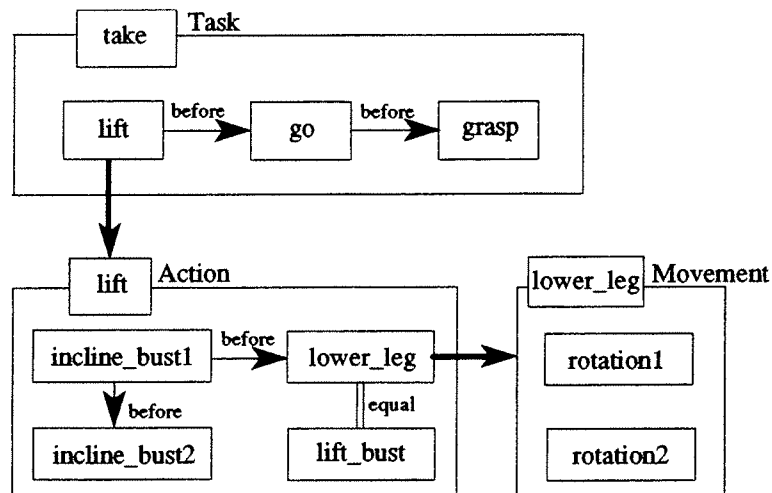 take Task
before before
lift go grasp
lift Action
lower_leg Movement
incline_bust1 before lower_leg rotation1
before equal
incline_bust2 lift_bust rotation2